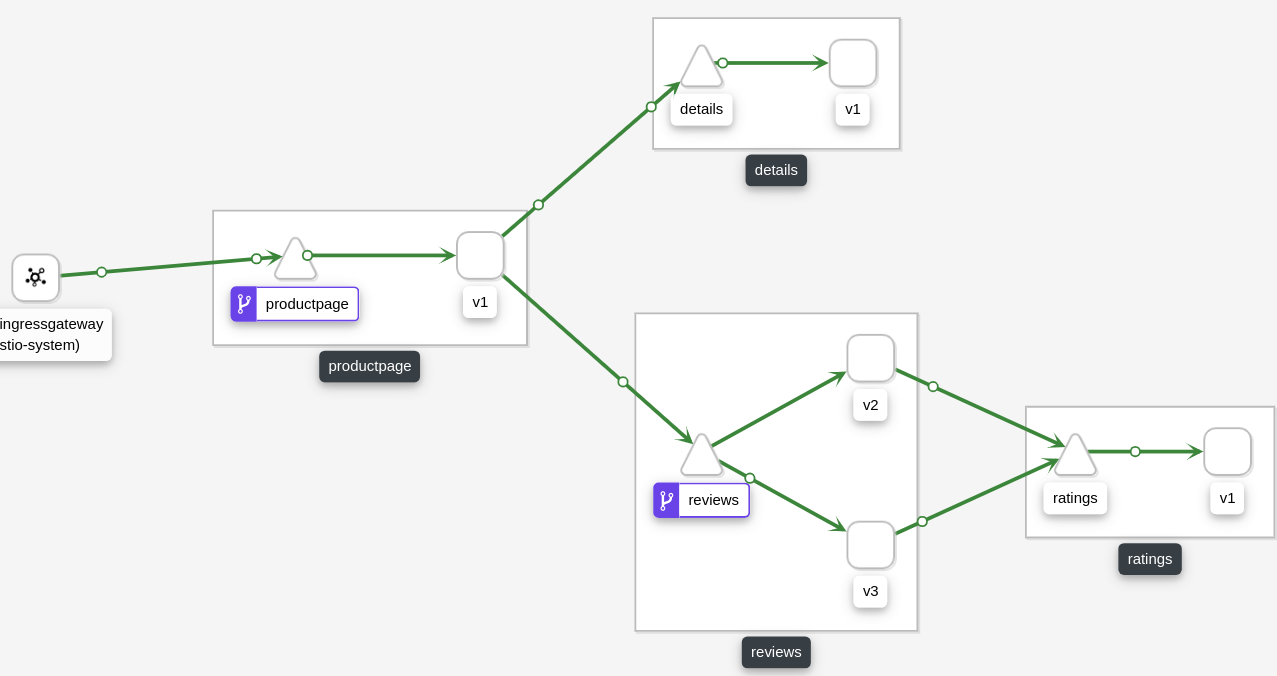 details
v1
details
productpage
v1
productpage
ingressgateway
stio-system)
v2
reviews
v3
reviews
ratings
v1
ratings